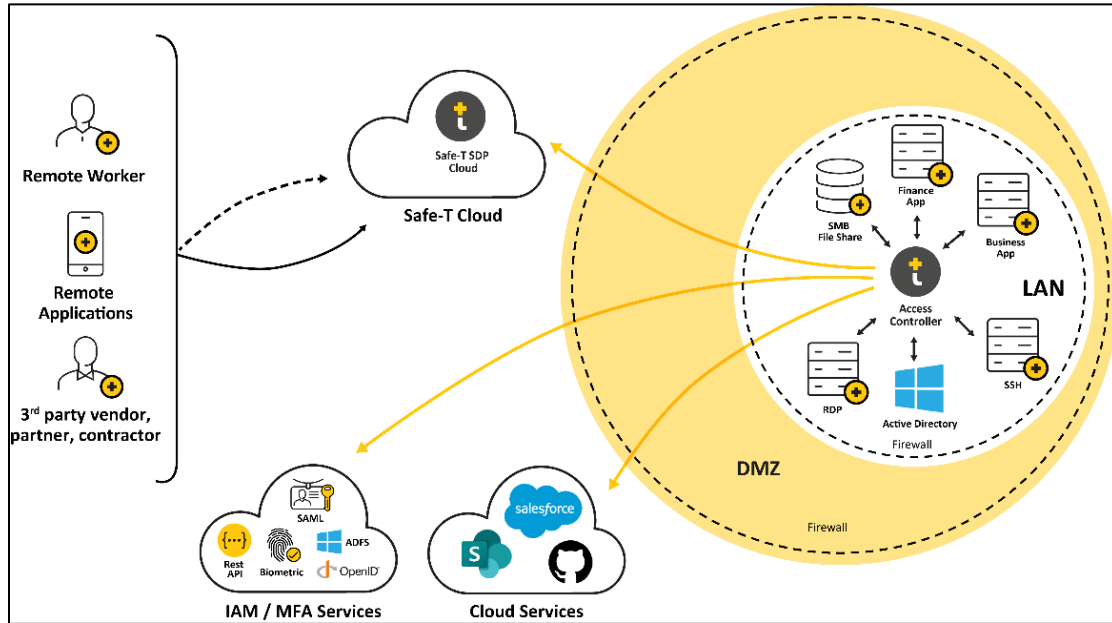 Remote Worker
Remote
Applications
3rd party vendor,
partner, contractor
Safe-T SDP
Cloud
Safe-T Cloud
SAML
Rest
API
Biometric
ADFS
OpenID
IAM / MFA Services
salesforce
S
Cloud Services
Finance
App
SMB
File Share
Business
App
LAN
Access
Controller
RDP
SSH
Active Directory
Firewall
DMZ
Firewall